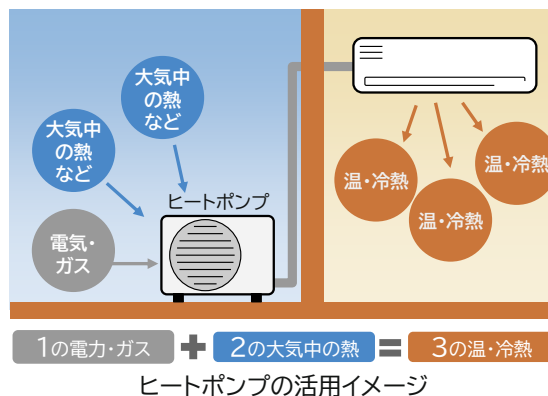 大気中
の熱
など
大気中
の熱
など
電気・
ガス
ヒートポンプ
温・冷熱
温・冷熱
温・冷熱
1の電力・ガス + 2の大気中の熱 = 3の温・冷熱
ヒートポンプの活用イメージ